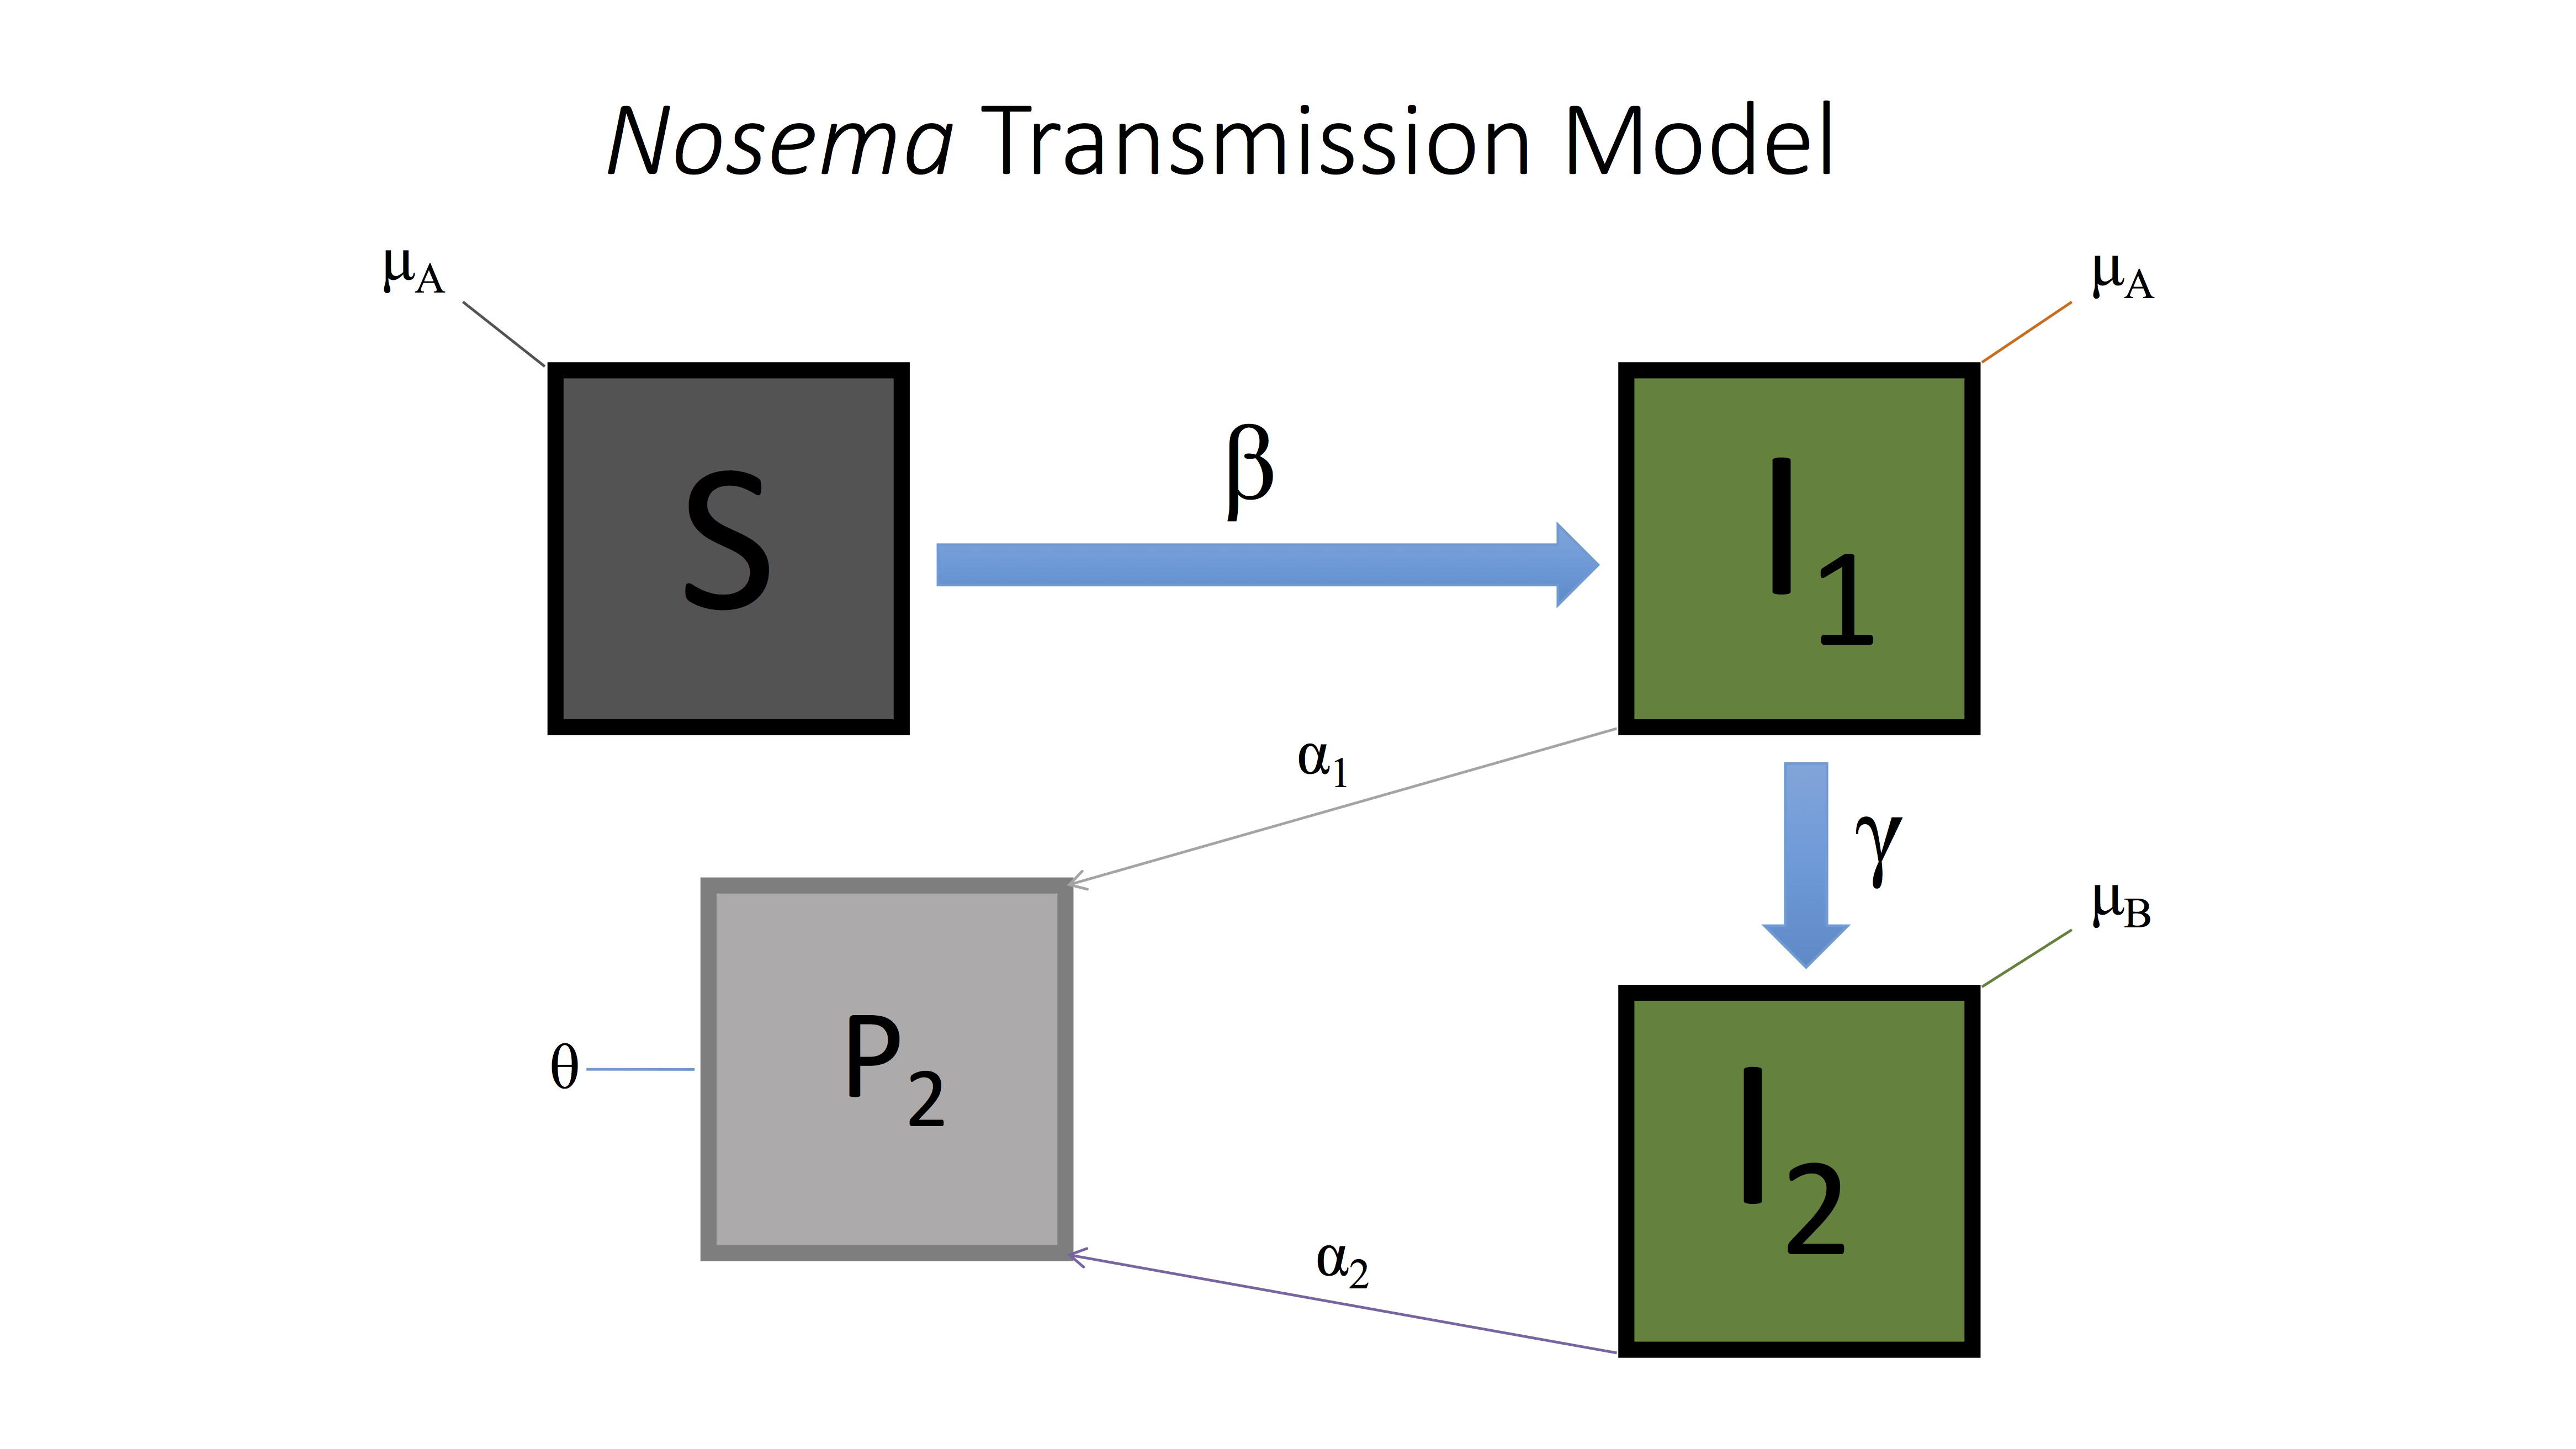 Nosema Transmission Model
μA
μA
S
β
I1
α1
γ
μB
P2
θ
I2
α2